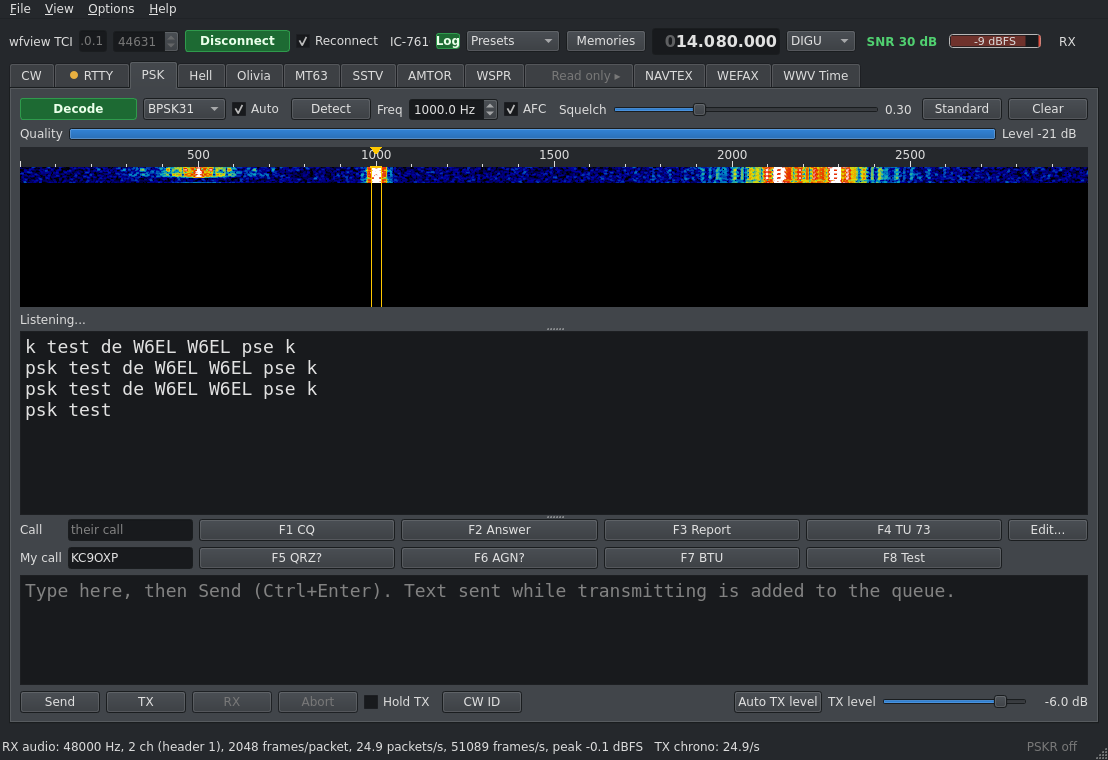 File View Options Help
wfview TCI .0.1 44631 Disconnect Reconnect IC-761 Log Presets Memories 014.080.000 DIGU SNR 30 dB -9 dBFS RX
CW RTTY PSK Hell Olivia MT63 SSTV AMTOR WSPR Read only ▸ NAVTEX WEFAX WWV Time
Decode BPSK31 Auto Detect Freq 1000.0 Hz AFC Squelch 0.30 Standard Clear
Quality Level -21 dB
500 1000 1500 2000 2500
Listening...
k test de W6EL W6EL pse k
psk test de W6EL W6EL pse k
psk test de W6EL W6EL pse k
psk test
Call their call F1 CQ F2 Answer F3 Report F4 TU 73 Edit...
My call KC9OXP F5 QRZ? F6 AGN? F7 BTU F8 Test
Type here, then Send (Ctrl+Enter). Text sent while transmitting is added to the queue.
Send TX RX Abort Hold TX CW ID Auto TX level TX level -6.0 dB
RX audio: 48000 Hz, 2 ch (header 1), 2048 frames/packet, 24.9 packets/s, 51089 frames/s, peak -0.1 dBFS TX chrono: 24.9/s PSKR off